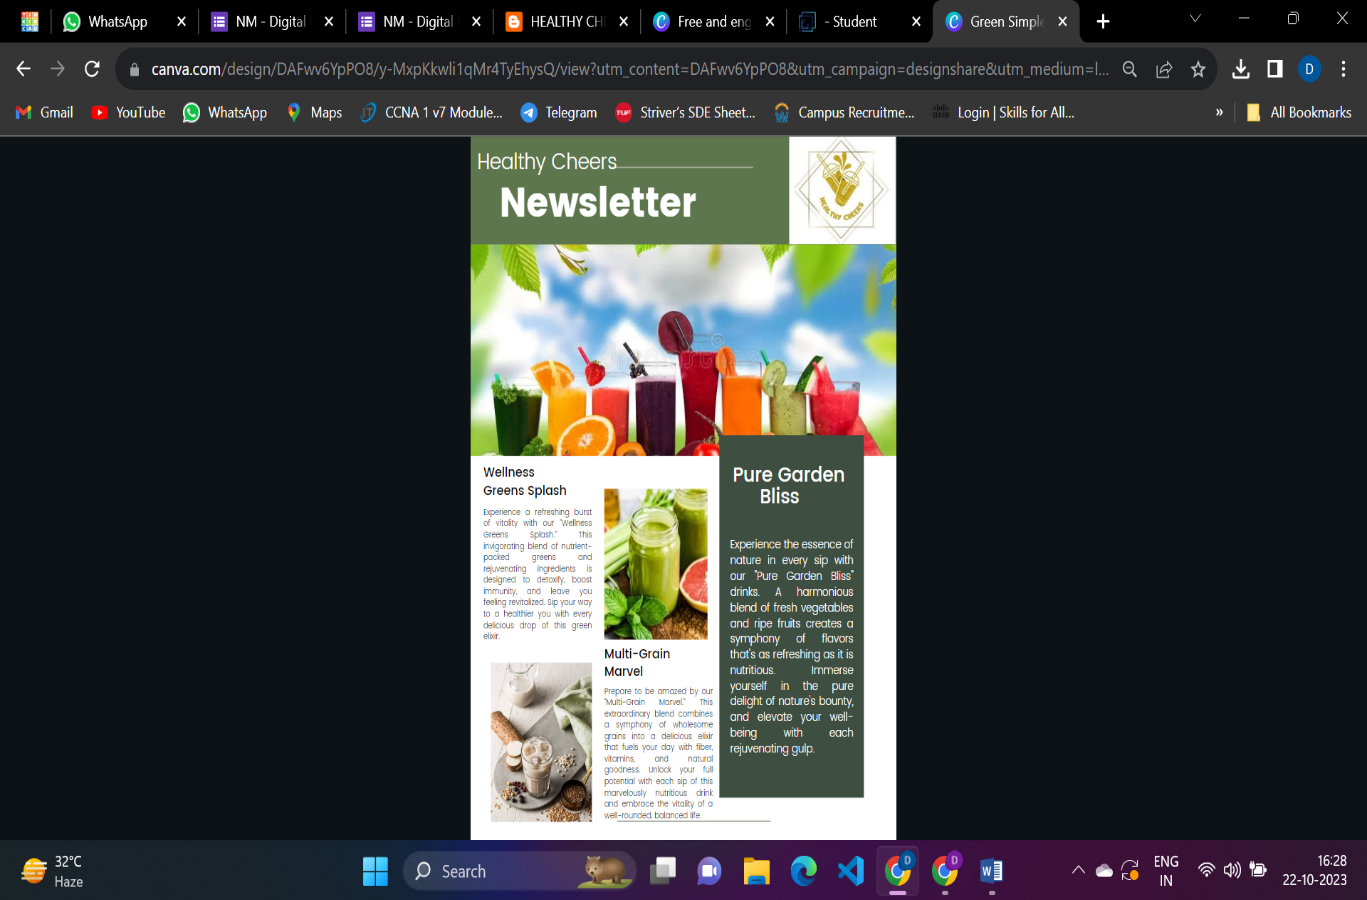 WhatsApp
NM - Digital
NM - Digital
HEALTHY CH
Free and eng
- Student
Green Simple
canva.com/design/DAFwv6YpPO8/y-MxpKkwli1qMr4TyEhysQ/view?utm_content=DAFwv6YpPO8&utm_campaign=designshare&utm_medium=l...
D
Gmail
YouTube
WhatsApp
Maps
CCNA 1 v7 Module...
Telegram
Striver's SDE Sheet...
Campus Recruitme...
Login | Skills for All...
»
All Bookmarks
Healthy Cheers
Newsletter
HEALTHY CHEERS
Wellness
Greens Splash
Experience a refreshing burst
of vitality with our "Wellness
Greens Splash." This
invigorating blend of nutrient-
packed greens and
rejuvenating ingredients is
designed to detoxify, boost
immunity, and leave you
feeling revitalized. Sip your way
to a healthier you with every
delicious drop of this green
elixir.
Multi-Grain
Marvel
Prepare to be amazed by our
"Multi-Grain Marvel." This
extraordinary blend combines
a symphony of wholesome
grains into a delicious elixir
that fuels your day with fiber,
vitamins, and natural
goodness. Unlock your full
potential with each sip of this
marvelously nutritious drink
and embrace the vitality of a
well-rounded, balanced life.
Pure Garden
Bliss
Experience the essence of
nature in every sip with
our "Pure Garden Bliss"
drinks. A harmonious
blend of fresh vegetables
and ripe fruits creates a
symphony of flavors
that's as refreshing as it is
nutritious. Immerse
yourself in the pure
delight of nature's bounty,
and elevate your well-
being with each
rejuvenating gulp.
32°C
Haze
Search
D
D
ENG
IN
16:28
22-10-2023